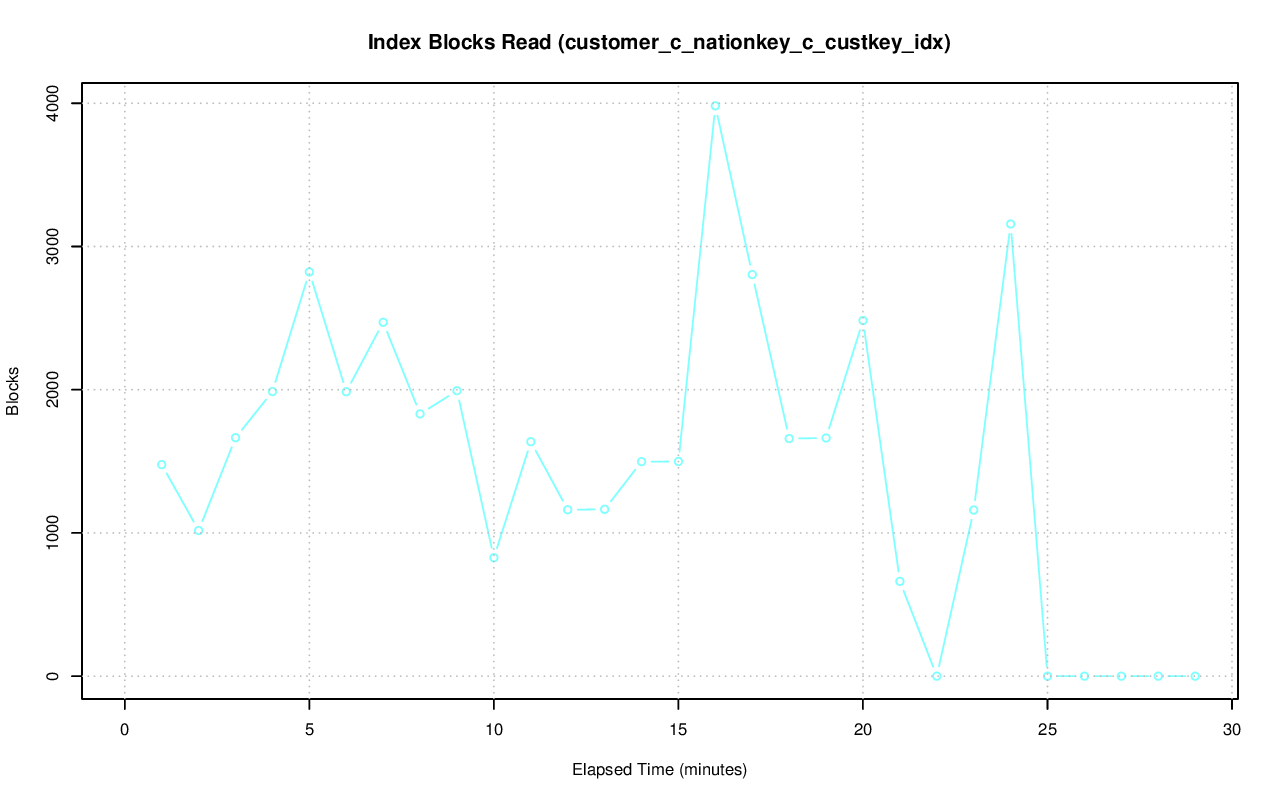 Index Blocks Read (customer_c_nationkey_c_custkey_idx)
4000
3000
2000
1000
0
Blocks
0 5 10 15 20 25 30
Elapsed Time (minutes)